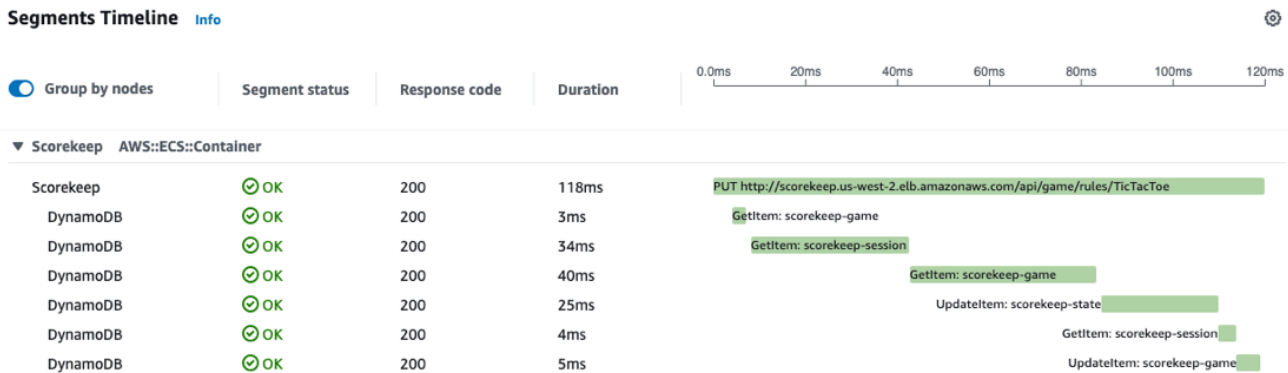 Segments Timeline Info
0.0ms 20ms 40ms 60ms 80ms 100ms 120ms
Group by nodes Segment status Response code Duration
Scorekeep AWS::ECS::Container
Scorekeep OK 200 118ms PUT http://scorekeep.us-west-2.elb.amazonaws.com/api/game/rules/TicTacToe
DynamoDB OK 200 3ms GetItem: scorekeep-game
DynamoDB OK 200 34ms GetItem: scorekeep-session
DynamoDB OK 200 40ms GetItem: scorekeep-game
DynamoDB OK 200 25ms UpdateItem: scorekeep-state
DynamoDB OK 200 4ms GetItem: scorekeep-session
DynamoDB OK 200 5ms UpdateItem: scorekeep-game